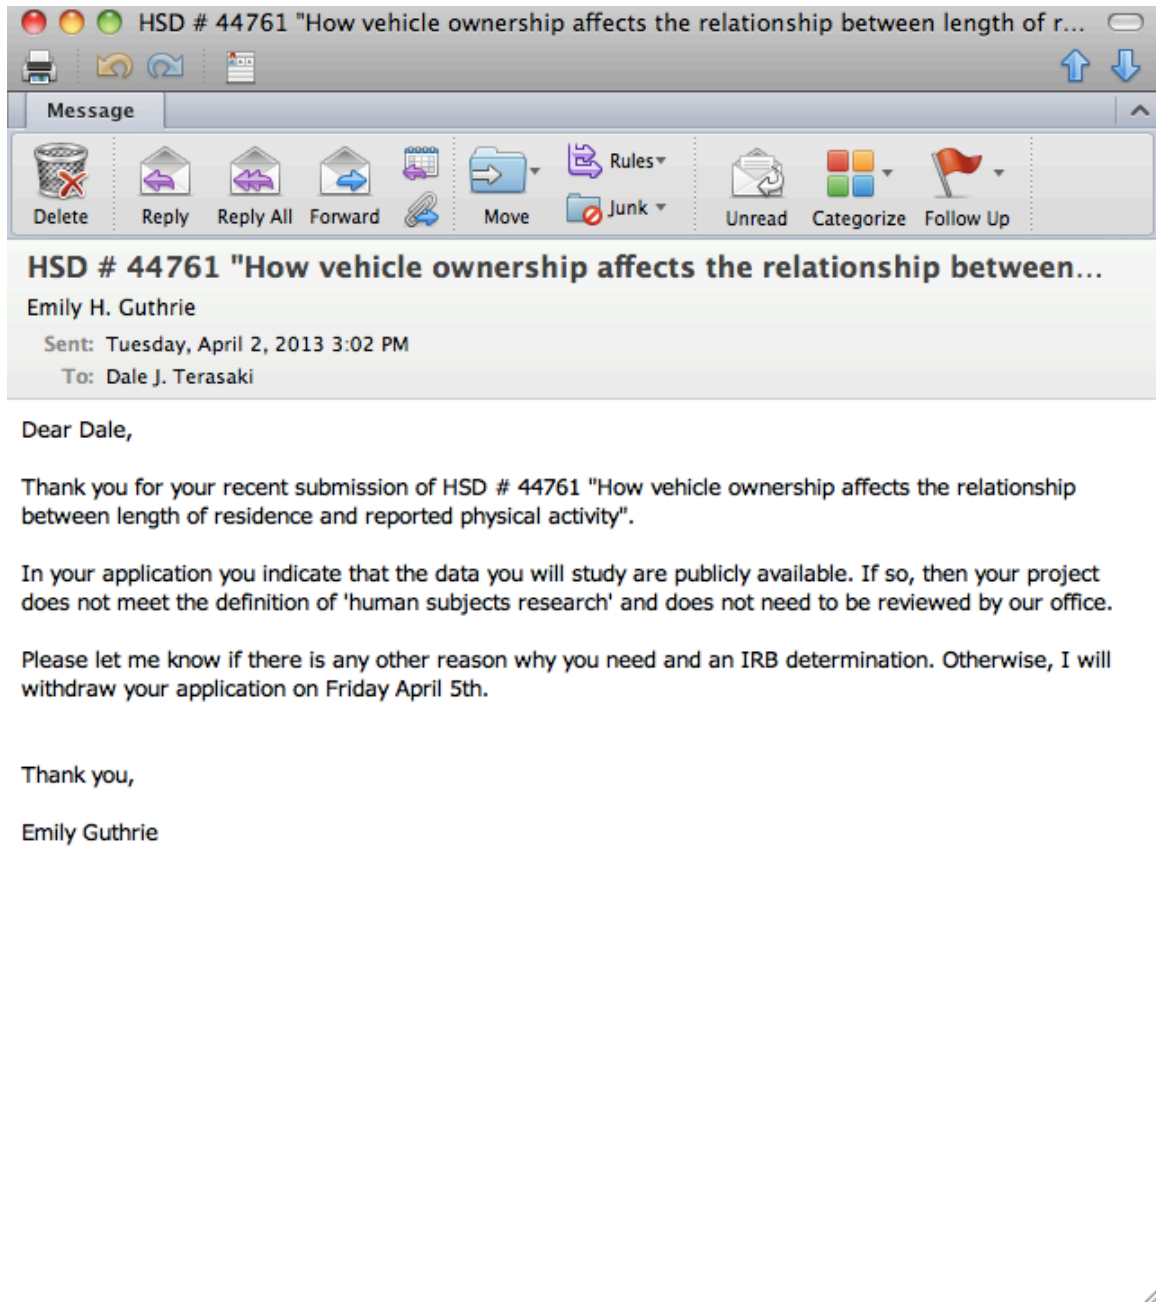 HSD # 44761 "How vehicle ownership affects the relationship between length of r...
Message
Delete
Reply
Reply All
Forward
Move
Rules
Junk
Unread
Categorize
Follow Up
HSD # 44761 "How vehicle ownership affects the relationship between...
Emily H. Guthrie
Sent: Tuesday, April 2, 2013 3:02 PM
To: Dale J. Terasaki
Dear Dale,
Thank you for your recent submission of HSD # 44761 "How vehicle ownership affects the relationship
between length of residence and reported physical activity".
In your application you indicate that the data you will study are publicly available. If so, then your project
does not meet the definition of 'human subjects research' and does not need to be reviewed by our office.
Please let me know if there is any other reason why you need and an IRB determination. Otherwise, I will
withdraw your application on Friday April 5th.
Thank you,
Emily Guthrie